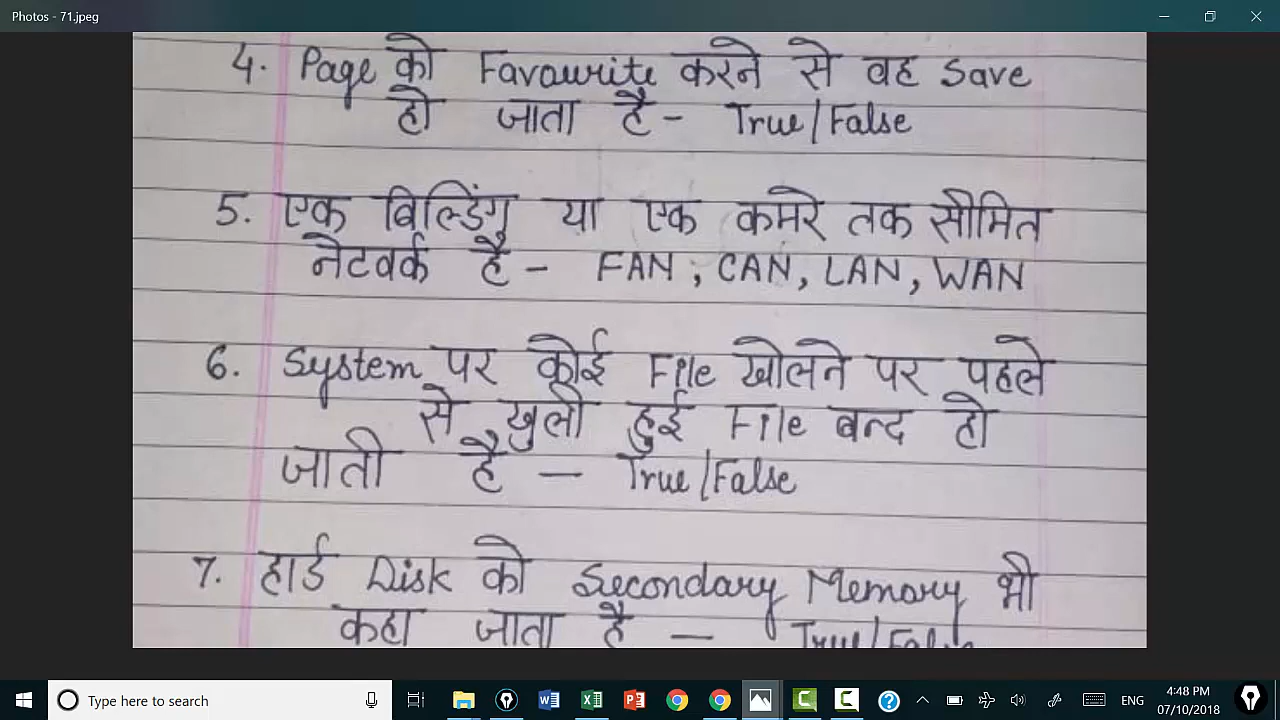 Photos - 71.jpeg
4. Page को Favourite करने से वह Save
हो जाता है - True/False
5. एक बिल्डिंग या एक कमरे तक सीमित
नेटवर्क है - FAN, CAN, LAN, WAN
6. System पर कोई File खोलने पर पहले
से खुली हुई File बन्द हो
जाती है — True/False
7. हार्ड Disk को Secondary Memory भी
कहा जाता है — True/False
Type here to search
ENG
4:48 PM
07/10/2018